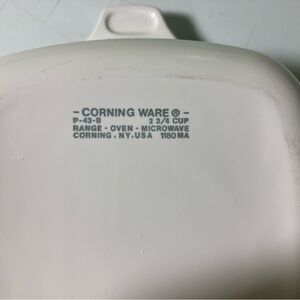 - CORNING WARE ® -
P-43-B 2 3/4 CUP
RANGE - OVEN - MICROWAVE
CORNING, NY, USA 1180MA